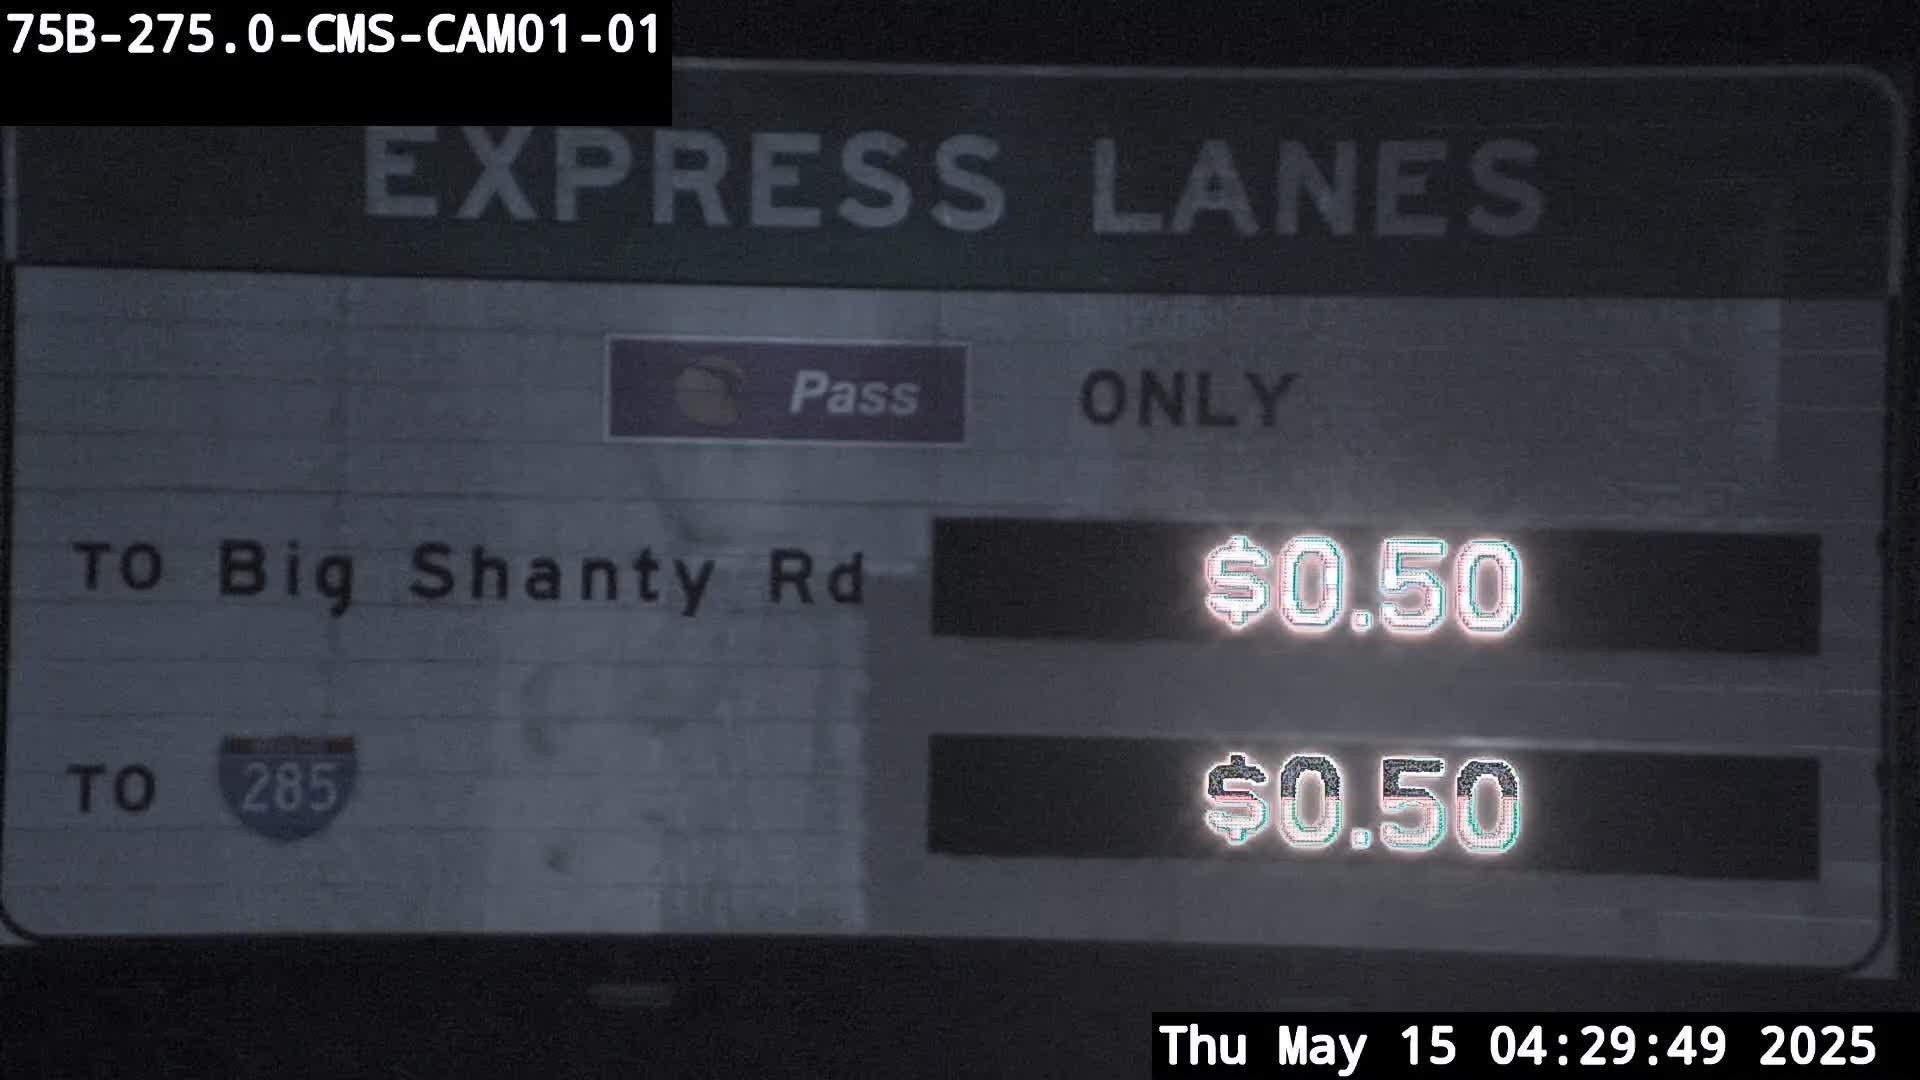 75B-275.0-CMS-CAM01-01
EXPRESS LANES
Pass ONLY
TO Big Shanty Rd $0.50
TO 285 $0.50
Thu May 15 04:29:49 2025